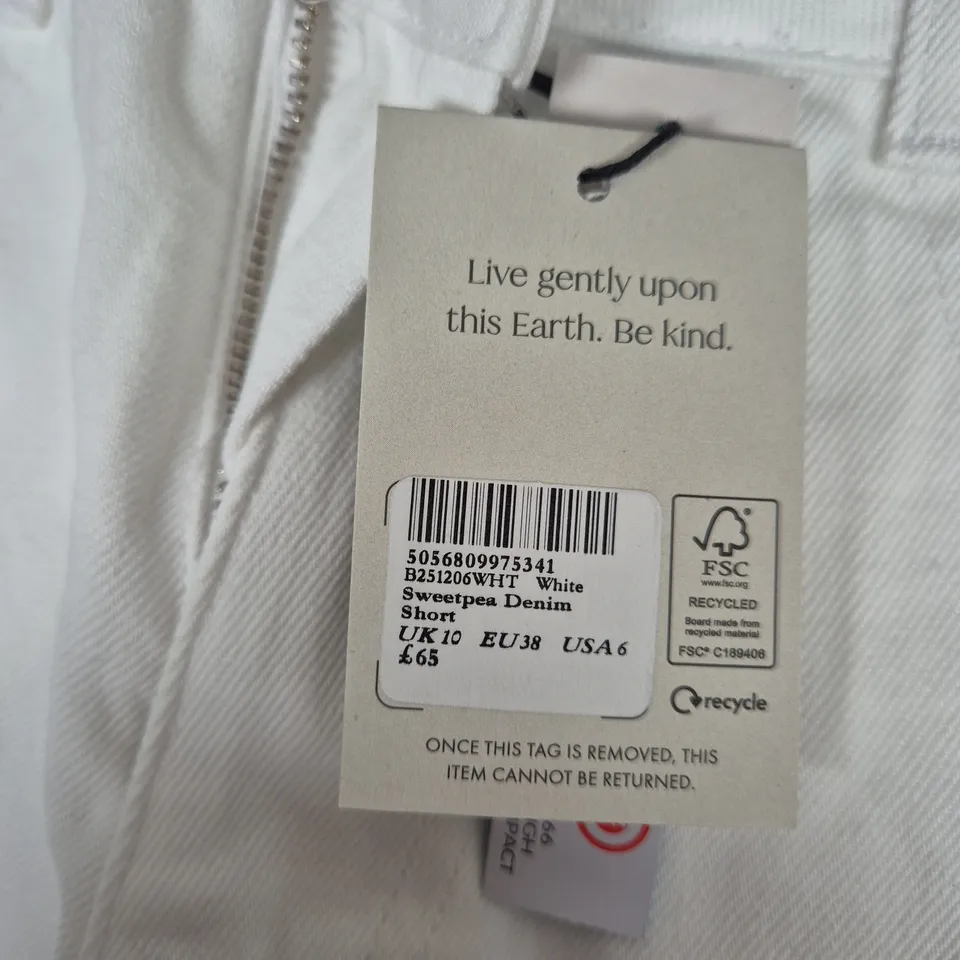 Live gently upon
this Earth. Be kind.
5056809975341
B251206WHT White
Sweetpea Denim
Short
UK 10 EU 38 USA 6
£65
FSC
www.fsc.org
RECYCLED
Board made from
recycled material
FSC® C189406
recycle
ONCE THIS TAG IS REMOVED, THIS
ITEM CANNOT BE RETURNED.
66